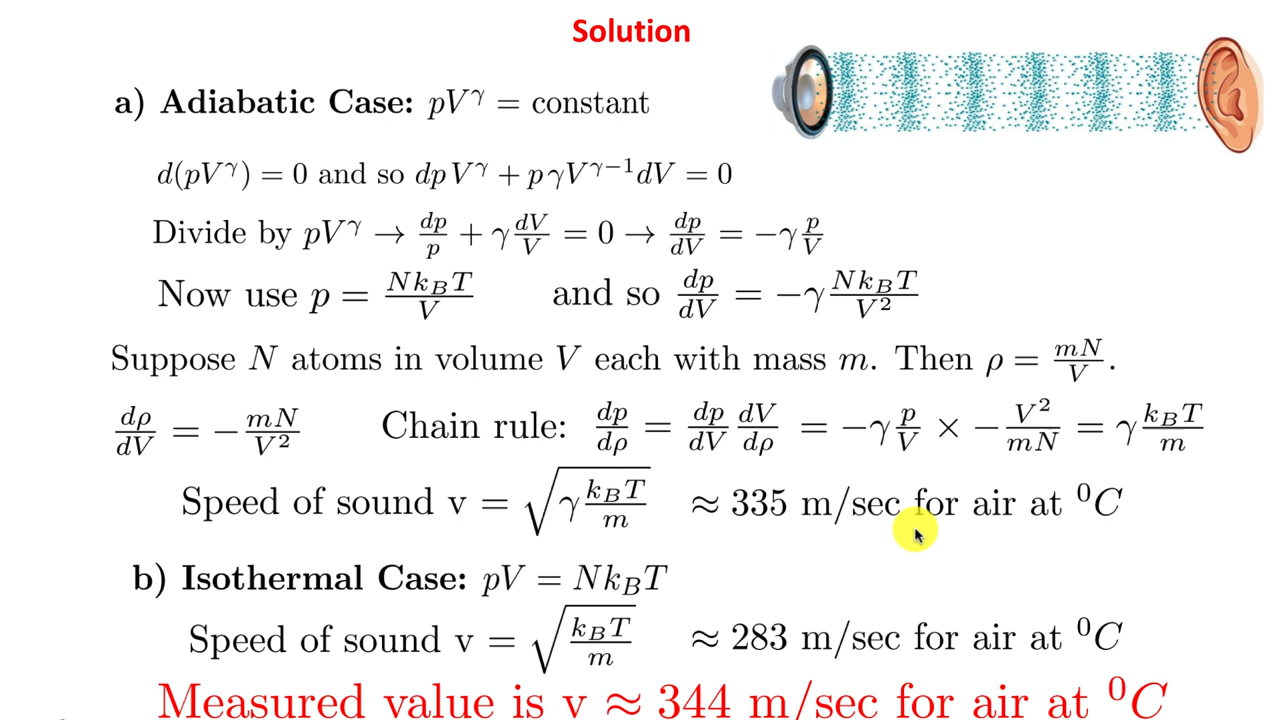 Solution
a) Adiabatic Case: pV^γ = constant
d(pV^γ) = 0 and so dp V^γ + p γV^{γ−1}dV = 0
Divide by pV^γ → dp/p + γ dV/V = 0 → dp/dV = −γ p/V
Now use p = Nk_BT/V and so dp/dV = −γ Nk_BT/V²
Suppose N atoms in volume V each with mass m. Then ρ = mN/V.
dρ/dV = − mN/V² Chain rule: dp/dρ = dp/dV dV/dρ = −γ p/V × − V²/mN = γ k_BT/m
Speed of sound v = √(γ k_BT/m) ≈ 335 m/sec for air at ⁰C
b) Isothermal Case: pV = Nk_BT
Speed of sound v = √(k_BT/m) ≈ 283 m/sec for air at ⁰C
Measured value is v ≈ 344 m/sec for air at ⁰C